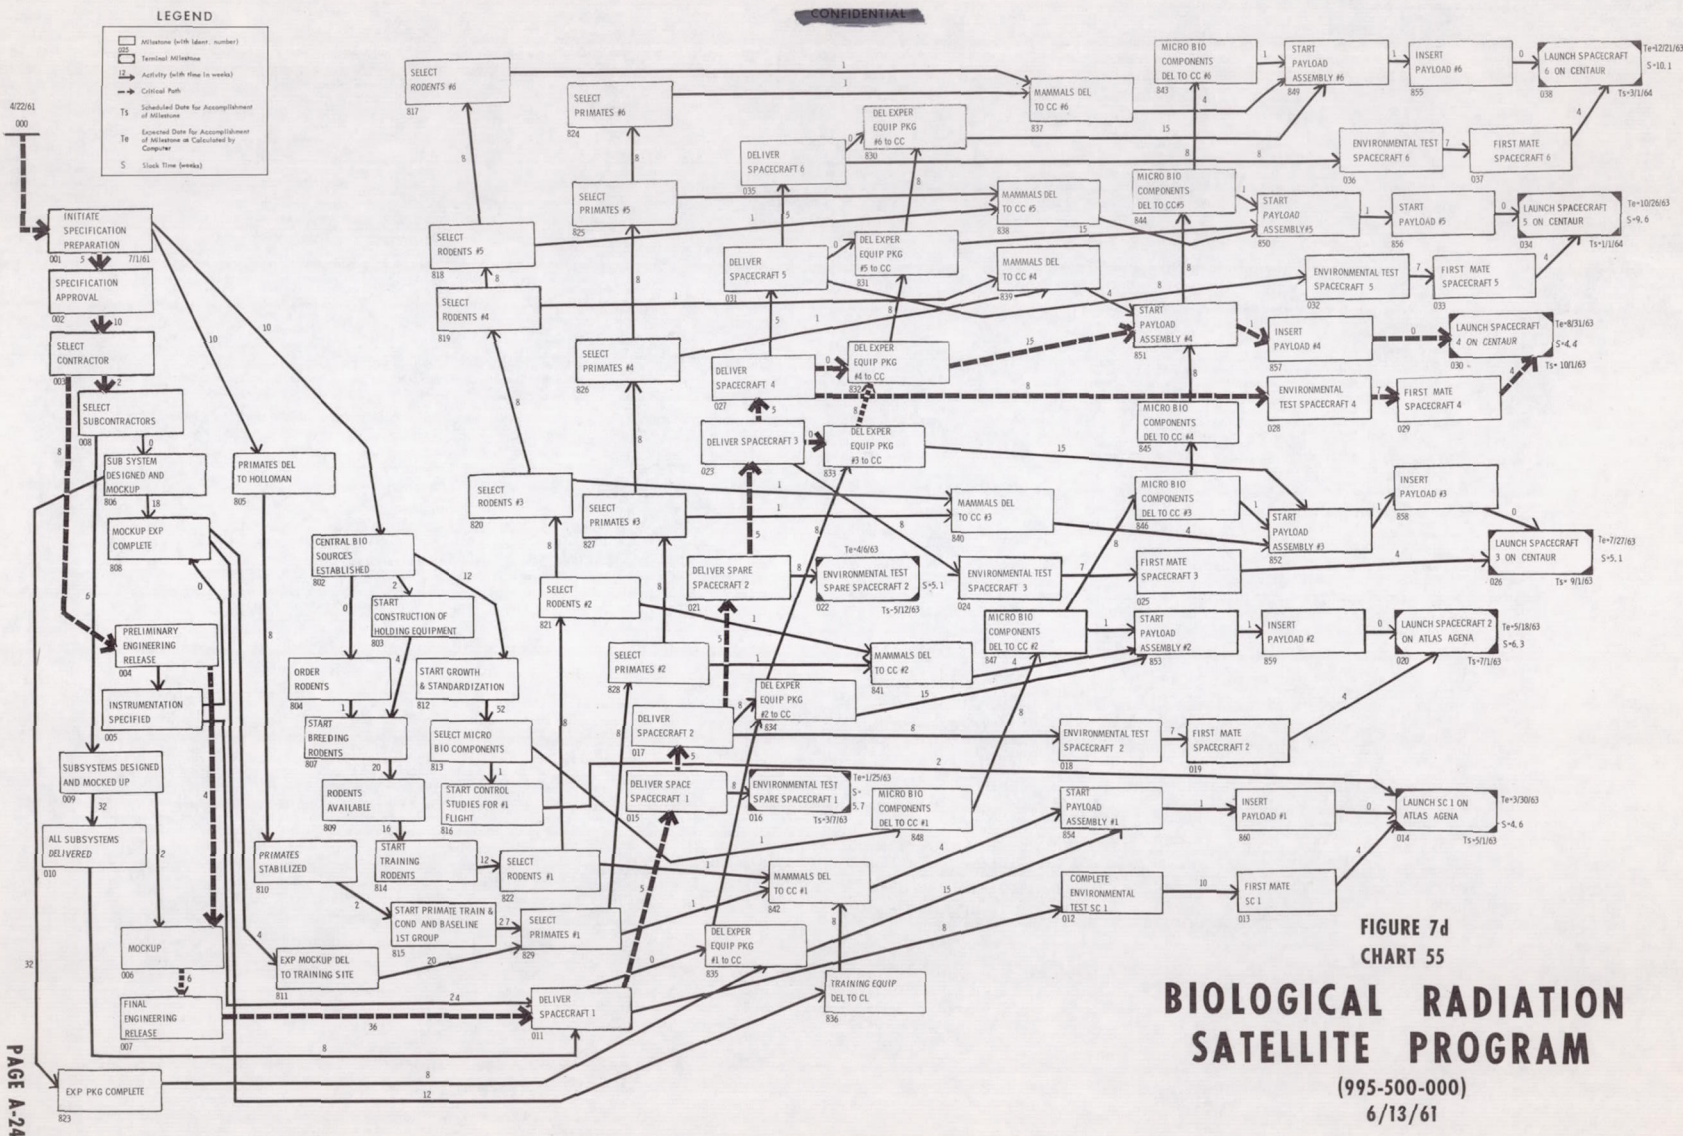 CONFIDENTIAL
LEGEND
Milestone (with Ident. number)
025
Terminal Milestone
12
Activity (with time in weeks)
Critical Path
Ts Scheduled Date for Accomplishment
of Milestone
Te Expected Date for Accomplishment
of Milestone as Calculated by
Computer
S Slack Time (weeks)
4/22/61
000
INITIATE
SPECIFICATION
PREPARATION
001 5 7/1/61
SPECIFICATION
APPROVAL
002 10
SELECT
CONTRACTOR
003 2
SELECT
SUBCONTRACTORS
008 0
SUB SYSTEM
DESIGNED AND
MOCKUP
806 18
MOCKUP EXP
COMPLETE
808
PRELIMINARY
ENGINEERING
RELEASE
004
INSTRUMENTATION
SPECIFIED
005
SUBSYSTEMS DESIGNED
AND MOCKED UP
009 32
ALL SUBSYSTEMS
DELIVERED
010
MOCKUP
006 6
FINAL
ENGINEERING
RELEASE
007
EXP PKG COMPLETE
823
PRIMATES DEL
TO HOLLOMAN
805
CENTRAL BIO
SOURCES
ESTABLISHED
802 2 12
START
CONSTRUCTION OF
HOLDING EQUIPMENT
803
ORDER
RODENTS
804 1
START
BREEDING
RODENTS
807 20
RODENTS
AVAILABLE
809 16
START
TRAINING
RODENTS
814 12
START GROWTH
& STANDARDIZATION
812 52
SELECT MICRO
BIO COMPONENTS
813 1
START CONTROL
STUDIES FOR #1
FLIGHT
816
PRIMATES
STABILIZED
810 2
START PRIMATE TRAIN &
COND AND BASELINE
1ST GROUP
815 27
EXP MOCKUP DEL
TO TRAINING SITE
811 20
SELECT
RODENTS #6
817
SELECT
RODENTS #5
818
SELECT
RODENTS #4
819
SELECT
RODENTS #3
820
SELECT
RODENTS #2
821
SELECT
RODENTS #1
822
SELECT
PRIMATES #6
824
SELECT
PRIMATES #5
825
SELECT
PRIMATES #4
826
SELECT
PRIMATES #3
827
SELECT
PRIMATES #2
828
SELECT
PRIMATES #1
829
DELIVER
SPACECRAFT 6
035
DELIVER
SPACECRAFT 5
031
DELIVER
SPACECRAFT 4
027
DELIVER SPACECRAFT 3
023
DELIVER SPARE
SPACECRAFT 2
021
DELIVER
SPACECRAFT 2
017
DELIVER SPACE
SPACECRAFT 1
015
DELIVER
SPACECRAFT 1
011
DEL EXPER
EQUIP PKG
#6 to CC
830
DEL EXPER
EQUIP PKG
#5 to CC
831
DEL EXPER
EQUIP PKG
#4 to CC
832
DEL EXPER
EQUIP PKG
#3 to CC
833
DEL EXPER
EQUIP PKG
#2 to CC
834
DEL EXPER
EQUIP PKG
#1 to CC
835
TRAINING EQUIP
DEL TO CL
836
Te=4/6/63
ENVIRONMENTAL TEST
SPARE SPACECRAFT 2
S=5, 1
022 Ts=5/12/63
Te=1/25/63
ENVIRONMENTAL TEST
SPARE SPACECRAFT 1
S=
5, 7
016 Ts=3/7/63
MAMMALS DEL
TO CC #6
837
MAMMALS DEL
TO CC #5
838
MAMMALS DEL
TO CC #4
839
MAMMALS DEL
TO CC #3
840
MAMMALS DEL
TO CC #2
841
MAMMALS DEL
TO CC #1
842
MICRO BIO
COMPONENTS
DEL TO CC #6
843
MICRO BIO
COMPONENTS
DEL TO CC#5
844
MICRO BIO
COMPONENTS
DEL TO CC #4
845
MICRO BIO
COMPONENTS
DEL TO CC #3
846
MICRO BIO
COMPONENTS
DEL TO CC #2
847
MICRO BIO
COMPONENTS
DEL TO CC #1
848
START
PAYLOAD
ASSEMBLY #6
849
START
PAYLOAD
ASSEMBLY#5
850
START
PAYLOAD
ASSEMBLY #4
851
START
PAYLOAD
ASSEMBLY #3
852
START
PAYLOAD
ASSEMBLY #2
853
START
PAYLOAD
ASSEMBLY #1
854
INSERT
PAYLOAD #6
855
START
PAYLOAD #5
856
INSERT
PAYLOAD #4
857
INSERT
PAYLOAD #3
858
INSERT
PAYLOAD #2
859
INSERT
PAYLOAD #1
860
ENVIRONMENTAL TEST
SPACECRAFT 6
036
FIRST MATE
SPACECRAFT 6
037
ENVIRONMENTAL TEST
SPACECRAFT 5
032
FIRST MATE
SPACECRAFT 5
033
ENVIRONMENTAL
TEST SPACECRAFT 4
028
FIRST MATE
SPACECRAFT 4
029
ENVIRONMENTAL TEST
SPACECRAFT 3
024
FIRST MATE
SPACECRAFT 3
025
ENVIRONMENTAL TEST
SPACECRAFT 2
018
FIRST MATE
SPACECRAFT 2
019
COMPLETE
ENVIRONMENTAL
TEST SC 1
012
FIRST MATE
SC 1
013
LAUNCH SPACECRAFT
6 ON CENTAUR
038
Te=12/21/63
S=10, 1
Ts=3/1/64
LAUNCH SPACECRAFT
5 ON CENTAUR
034
Te=10/26/63
S=9, 6
Ts=1/1/64
LAUNCH SPACECRAFT
4 ON CENTAUR
030
Te=8/31/63
S=4, 4
Ts= 10/1/63
LAUNCH SPACECRAFT
3 ON CENTAUR
026
Te=7/27/63
S=5, 1
Ts= 9/1/63
LAUNCH SPACECRAFT 2
ON ATLAS AGENA
020
Te=5/18/63
S=6, 3
Ts=7/1/63
LAUNCH SC 1 ON
ATLAS AGENA
014
Te=3/30/63
S=4, 6
Ts=5/1/63
FIGURE 7d
CHART 55
BIOLOGICAL RADIATION
SATELLITE PROGRAM
(995-500-000)
6/13/61
PAGE A-24